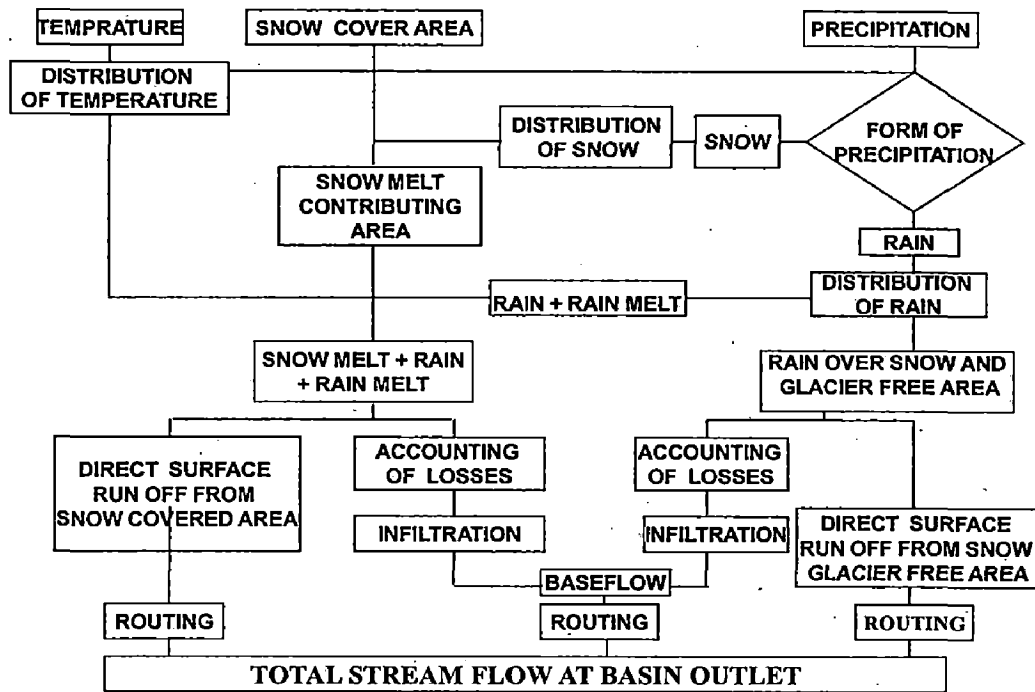 TEMPRATURE
SNOW COVER AREA
PRECIPITATION
DISTRIBUTION
OF TEMPERATURE
DISTRIBUTION
OF SNOW
SNOW
FORM OF
PRECIPITATION
SNOW MELT
CONTRIBUTING
AREA
RAIN
RAIN + RAIN MELT
DISTRIBUTION
OF RAIN
SNOW MELT + RAIN
+ RAIN MELT
RAIN OVER SNOW AND
GLACIER FREE AREA
DIRECT SURFACE
RUN OFF FROM
SNOW COVERED AREA
ACCOUNTING
OF LOSSES
ACCOUNTING
OF LOSSES
INFILTRATION
INFILTRATION
DIRECT SURFACE
RUN OFF FROM SNOW
GLACIER FREE AREA
BASEFLOW
ROUTING
ROUTING
ROUTING
TOTAL STREAM FLOW AT BASIN OUTLET